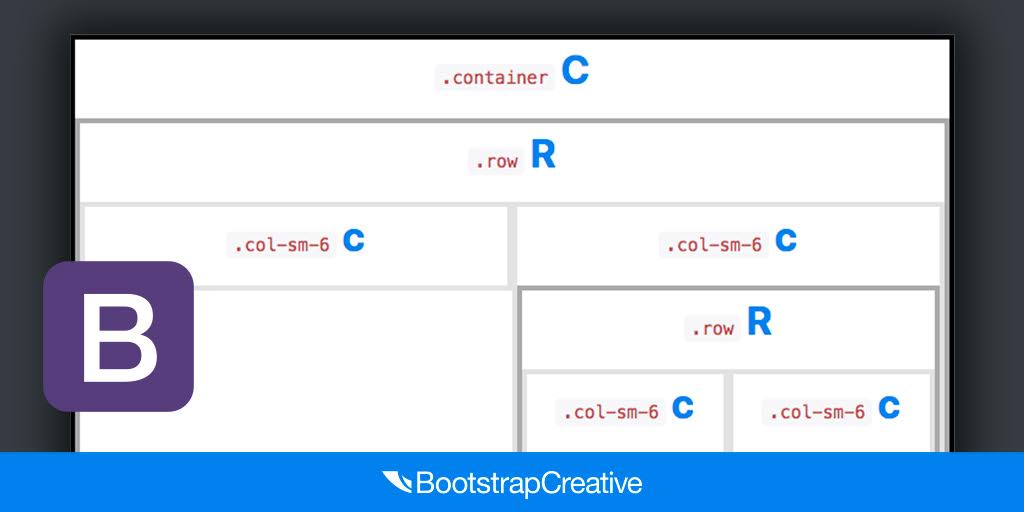 .container C
.row R
.col-sm-6 C .col-sm-6 C
B
.row R
.col-sm-6 C .col-sm-6 C
BootstrapCreative